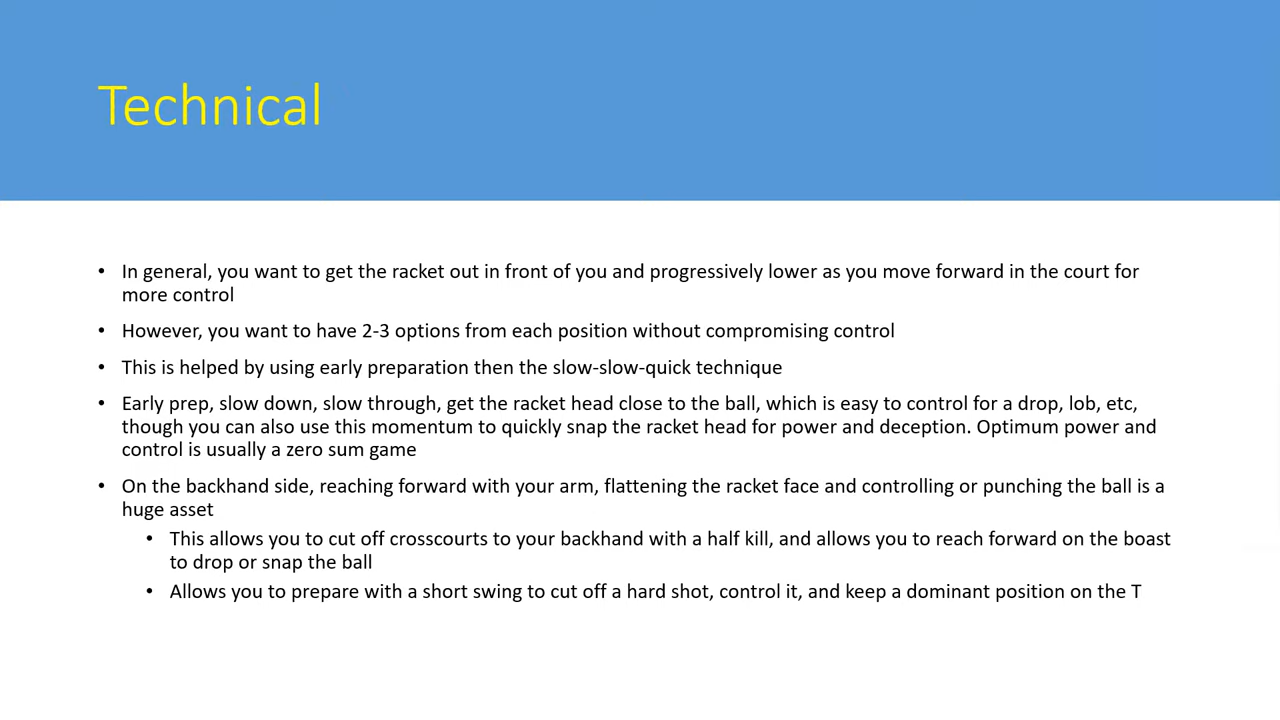 Technical
• In general, you want to get the racket out in front of you and progressively lower as you move forward in the court for
more control
• However, you want to have 2-3 options from each position without compromising control
• This is helped by using early preparation then the slow-slow-quick technique
• Early prep, slow down, slow through, get the racket head close to the ball, which is easy to control for a drop, lob, etc,
though you can also use this momentum to quickly snap the racket head for power and deception. Optimum power and
control is usually a zero sum game
• On the backhand side, reaching forward with your arm, flattening the racket face and controlling or punching the ball is a
huge asset
• This allows you to cut off crosscourts to your backhand with a half kill, and allows you to reach forward on the boast
to drop or snap the ball
• Allows you to prepare with a short swing to cut off a hard shot, control it, and keep a dominant position on the T